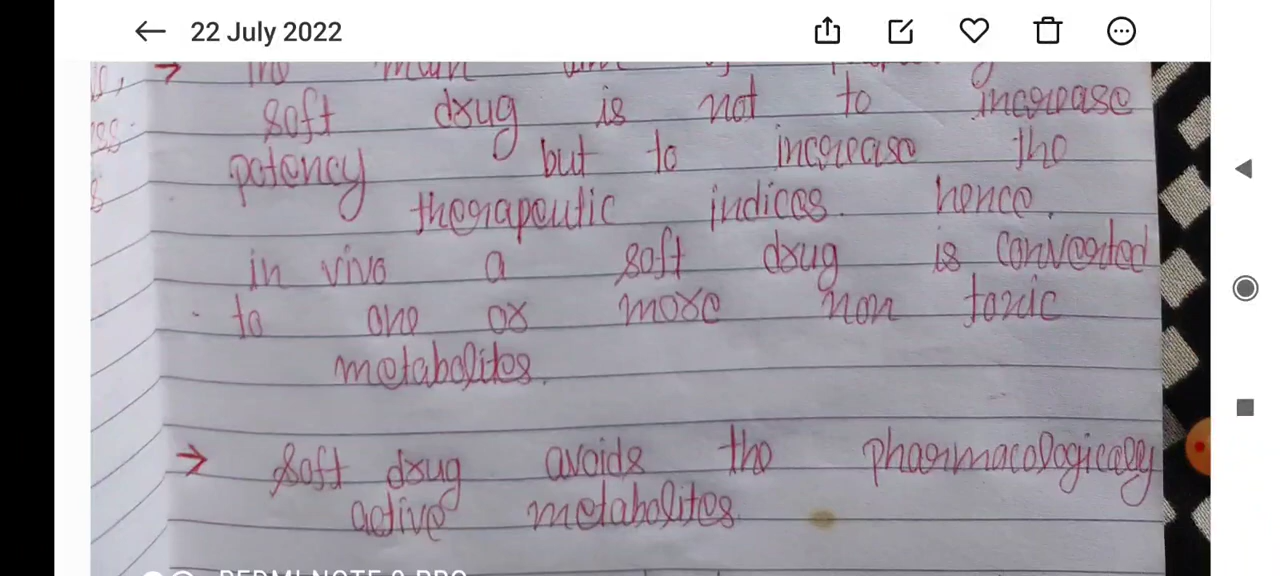 22 July 2022
soft drug is not to increase
potency but to increase the
therapeutic indices. hence.
in vivo a soft drug is converted
to one or more non toxic
metabolites.
→ Soft drug avoids the pharmacologically
active metabolites.